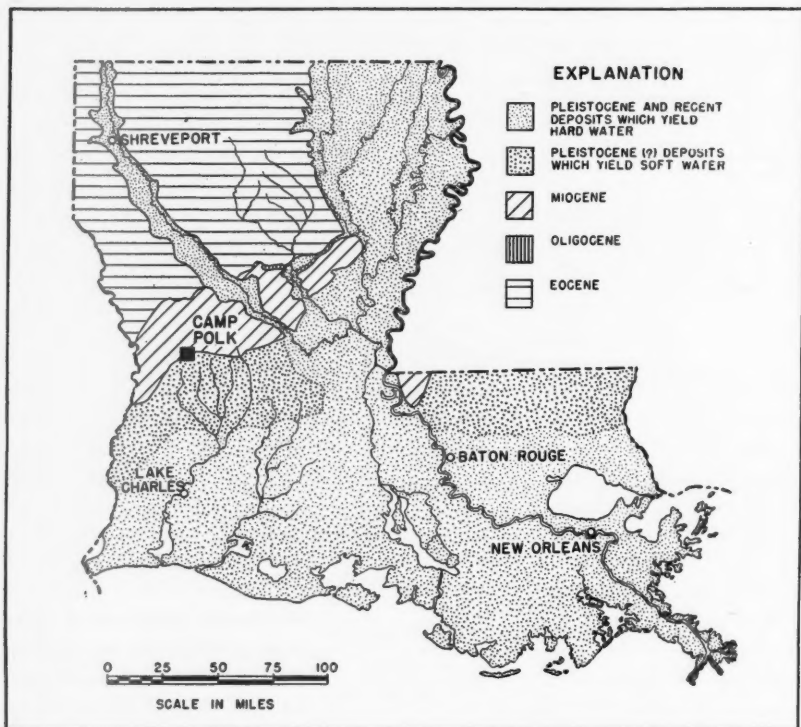 EXPLANATION
PLEISTOCENE AND RECENT
DEPOSITS WHICH YIELD
HARD WATER
PLEISTOCENE (?) DEPOSITS
WHICH YIELD SOFT WATER
MIOCENE
OLIGOCENE
EOCENE
SHREVEPORT
CAMP
POLK
LAKE
CHARLES
BATON ROUGE
NEW ORLEANS
0 25 50 75 100
SCALE IN MILES